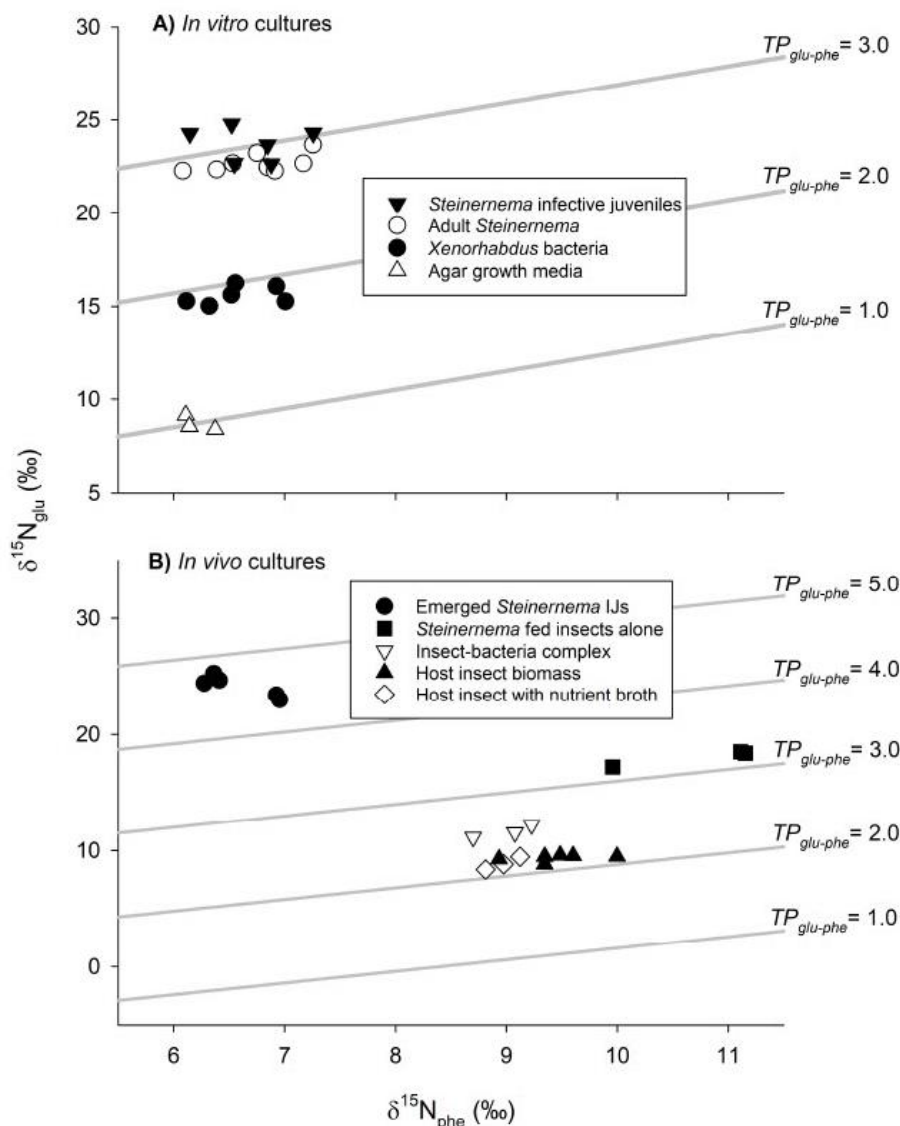 A) In vitro cultures
30
25
20
15
10
5
TPglu-phe= 3.0
TPglu-phe= 2.0
TPglu-phe= 1.0
Steinernema infective juveniles
Adult Steinernema
Xenorhabdus bacteria
Agar growth media
δ15Nglu (‰)
B) In vivo cultures
30
20
10
0
TPglu-phe= 5.0
TPglu-phe= 4.0
TPglu-phe= 3.0
TPglu-phe= 2.0
TPglu-phe= 1.0
Emerged Steinernema IJs
Steinernema fed insects alone
Insect-bacteria complex
Host insect biomass
Host insect with nutrient broth
6 7 8 9 10 11
δ15Nphe (‰)